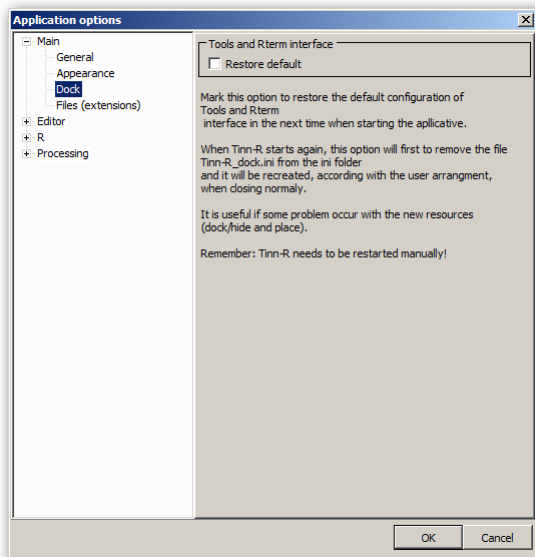 Application options
Main
General
Appearance
Dock
Files (extensions)
Editor
R
Processing
Tools and Rterm interface
Restore default
Mark this option to restore the default configuration of
Tools and Rterm
interface in the next time when starting the apllicative.
When Tinn-R starts again, this option will first to remove the file
Tinn-R_dock.ini from the ini folder
and it will be recreated, according with the user arrangment,
when closing normaly.
It is useful if some problem occur with the new resources
(dock/hide and place).
Remember: Tinn-R needs to be restarted manually!
OK
Cancel